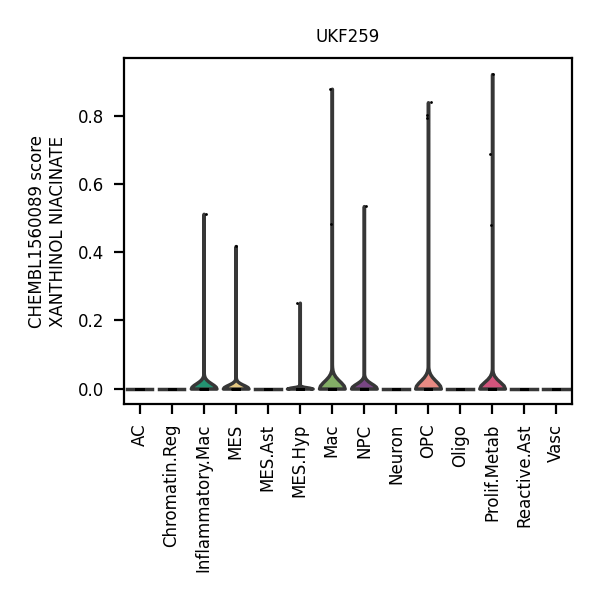 UKF259
CHEMBL1560089 score
XANTHINOL NIACINATE
0.8
0.6
0.4
0.2
0.0
AC
Chromatin.Reg
Inflammatory.Mac
MES
MES.Ast
MES.Hyp
Mac
NPC
Neuron
OPC
Oligo
Prolif.Metab
Reactive.Ast
Vasc